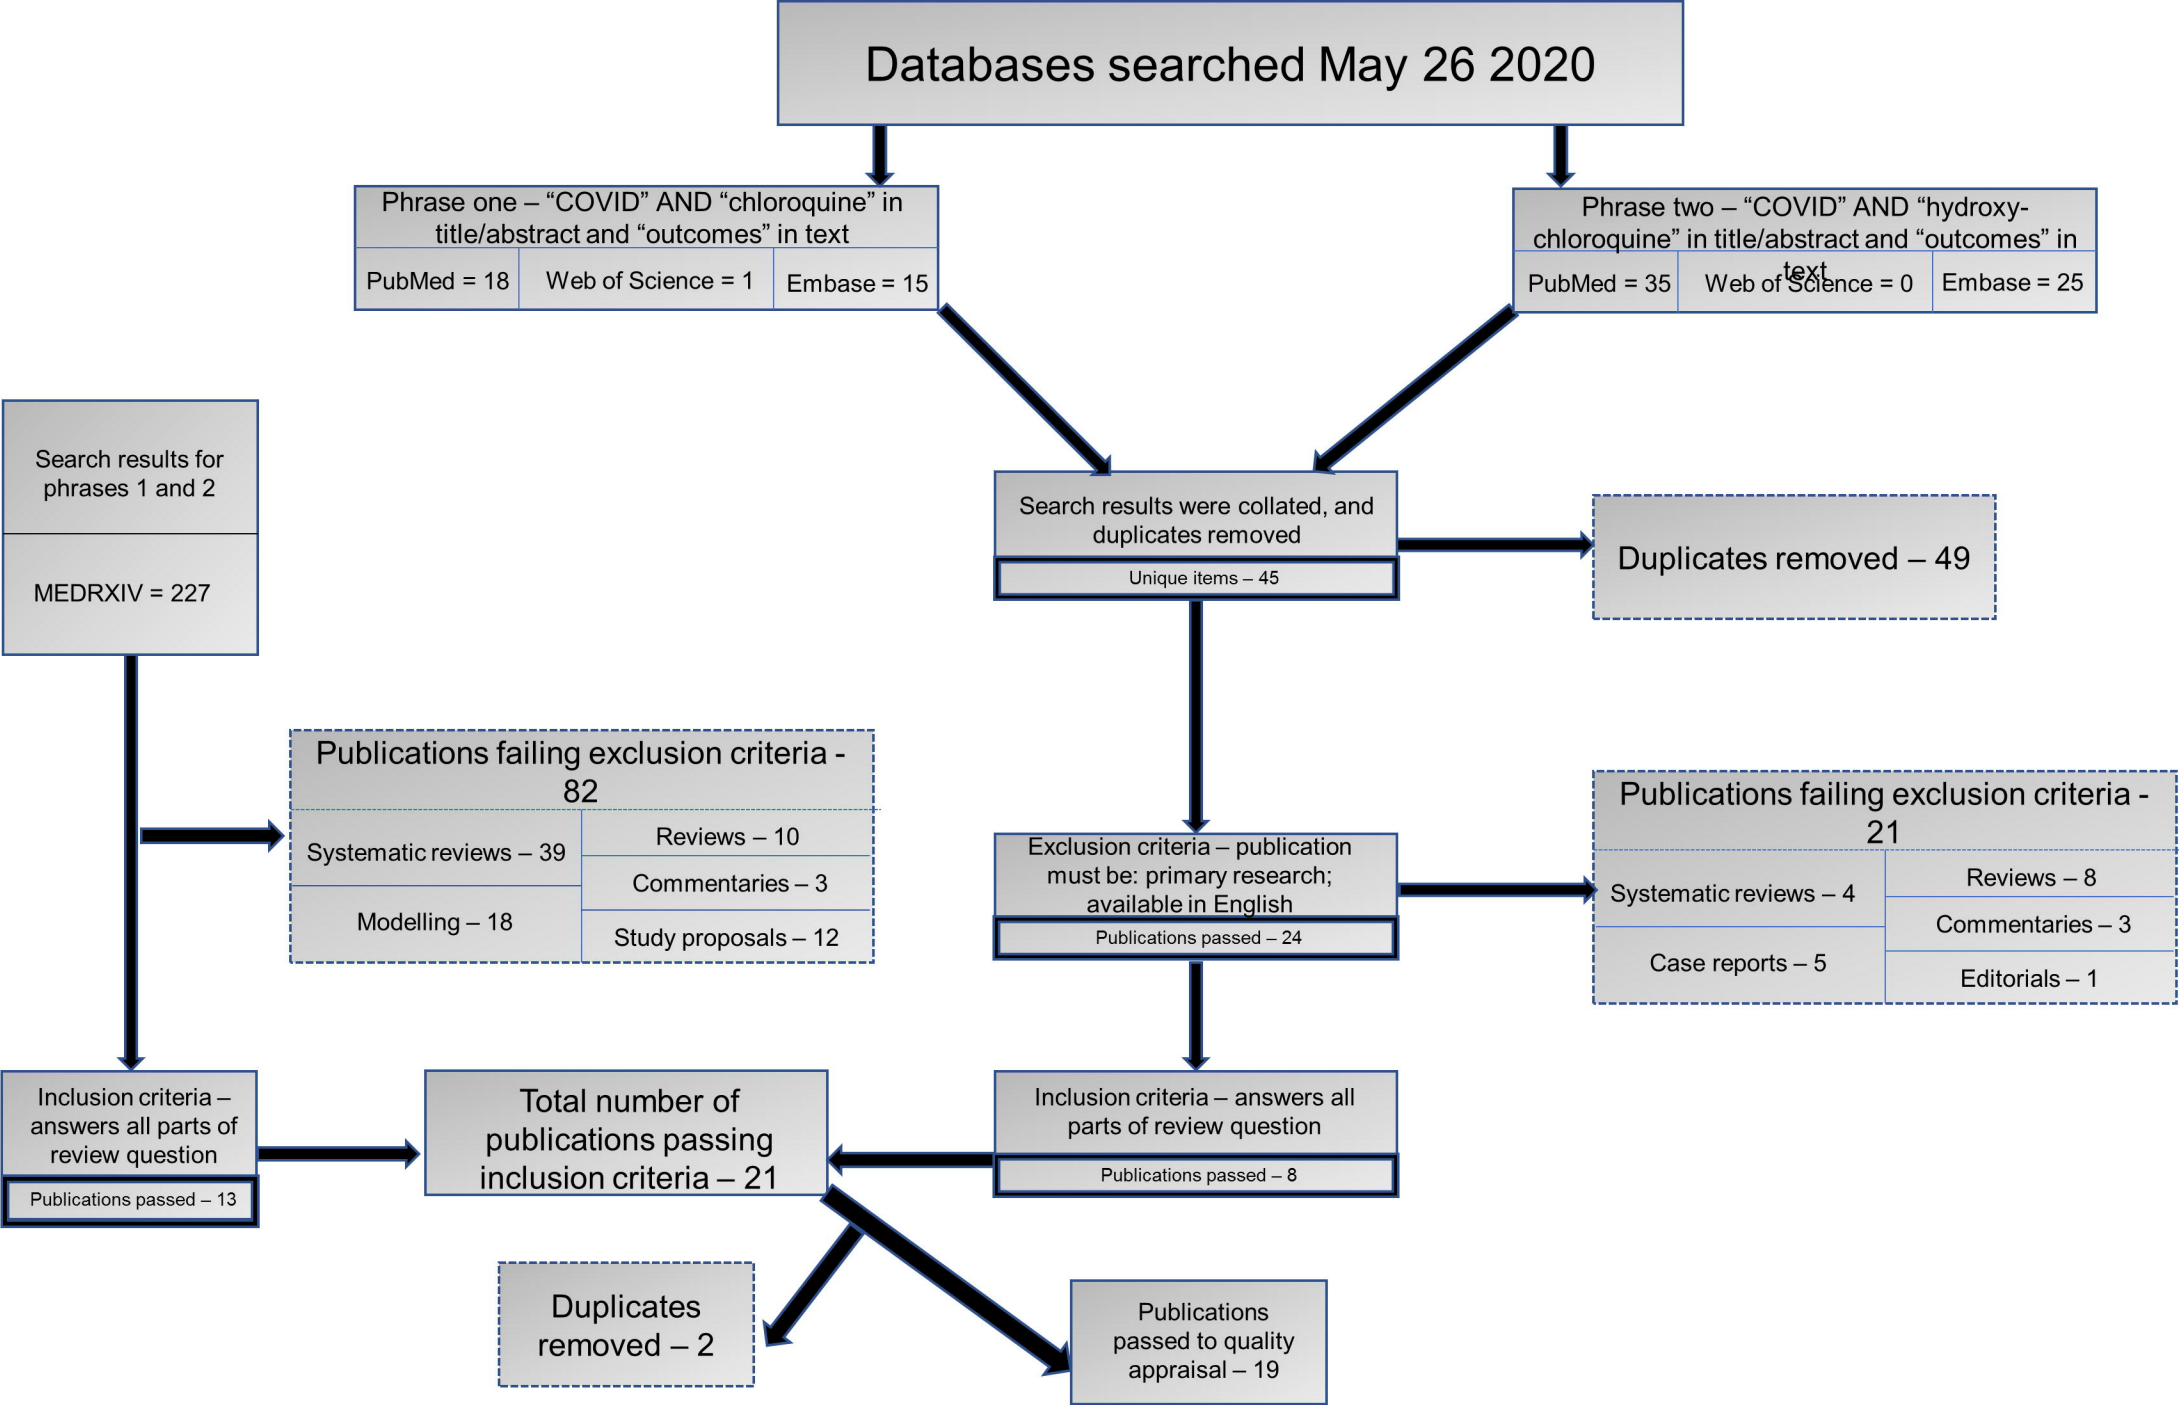 Databases searched May 26 2020
Phrase one – “COVID” AND “chloroquine” in
title/abstract and “outcomes” in text
PubMed = 18
Web of Science = 1
Embase = 15
Phrase two – “COVID” AND “hydroxy-
chloroquine” in title/abstract and “outcomes” in
text
PubMed = 35
Web of Science = 0
Embase = 25
Search results for
phrases 1 and 2
MEDRXIV = 227
Search results were collated, and
duplicates removed
Unique items – 45
Duplicates removed – 49
Publications failing exclusion criteria -
82
Systematic reviews – 39
Modelling – 18
Reviews – 10
Commentaries – 3
Study proposals – 12
Exclusion criteria – publication
must be: primary research;
available in English
Publications passed – 24
Publications failing exclusion criteria -
21
Systematic reviews – 4
Case reports – 5
Reviews – 8
Commentaries – 3
Editorials – 1
Inclusion criteria –
answers all parts of
review question
Publications passed – 13
Total number of
publications passing
inclusion criteria – 21
Inclusion criteria – answers all
parts of review question
Publications passed – 8
Duplicates
removed – 2
Publications
passed to quality
appraisal – 19